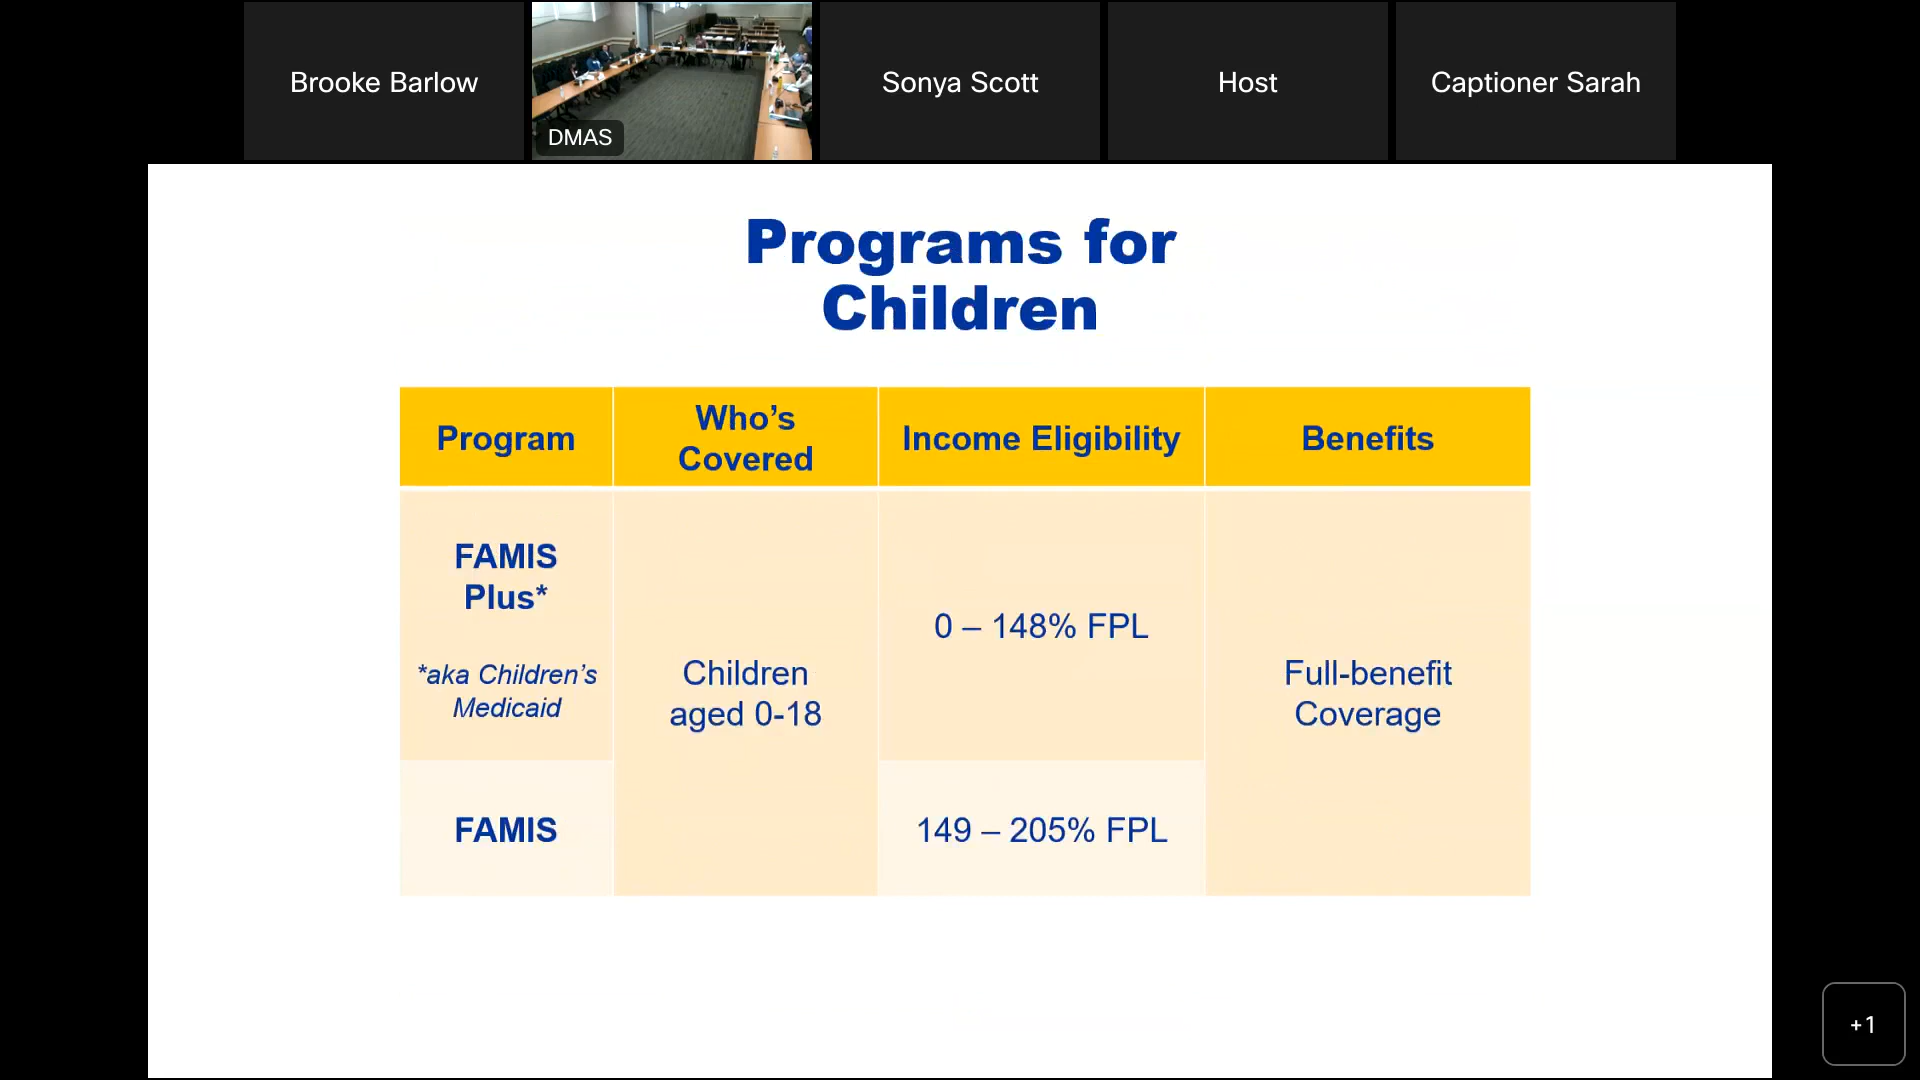 Brooke Barlow
DMAS
Sonya Scott
Host
Captioner Sarah
Programs for
Children
Program
Who’s
Covered
Income Eligibility
Benefits
FAMIS
Plus*
*aka Children’s
Medicaid
Children
aged 0-18
0 – 148% FPL
Full-benefit
Coverage
FAMIS
149 – 205% FPL
+1